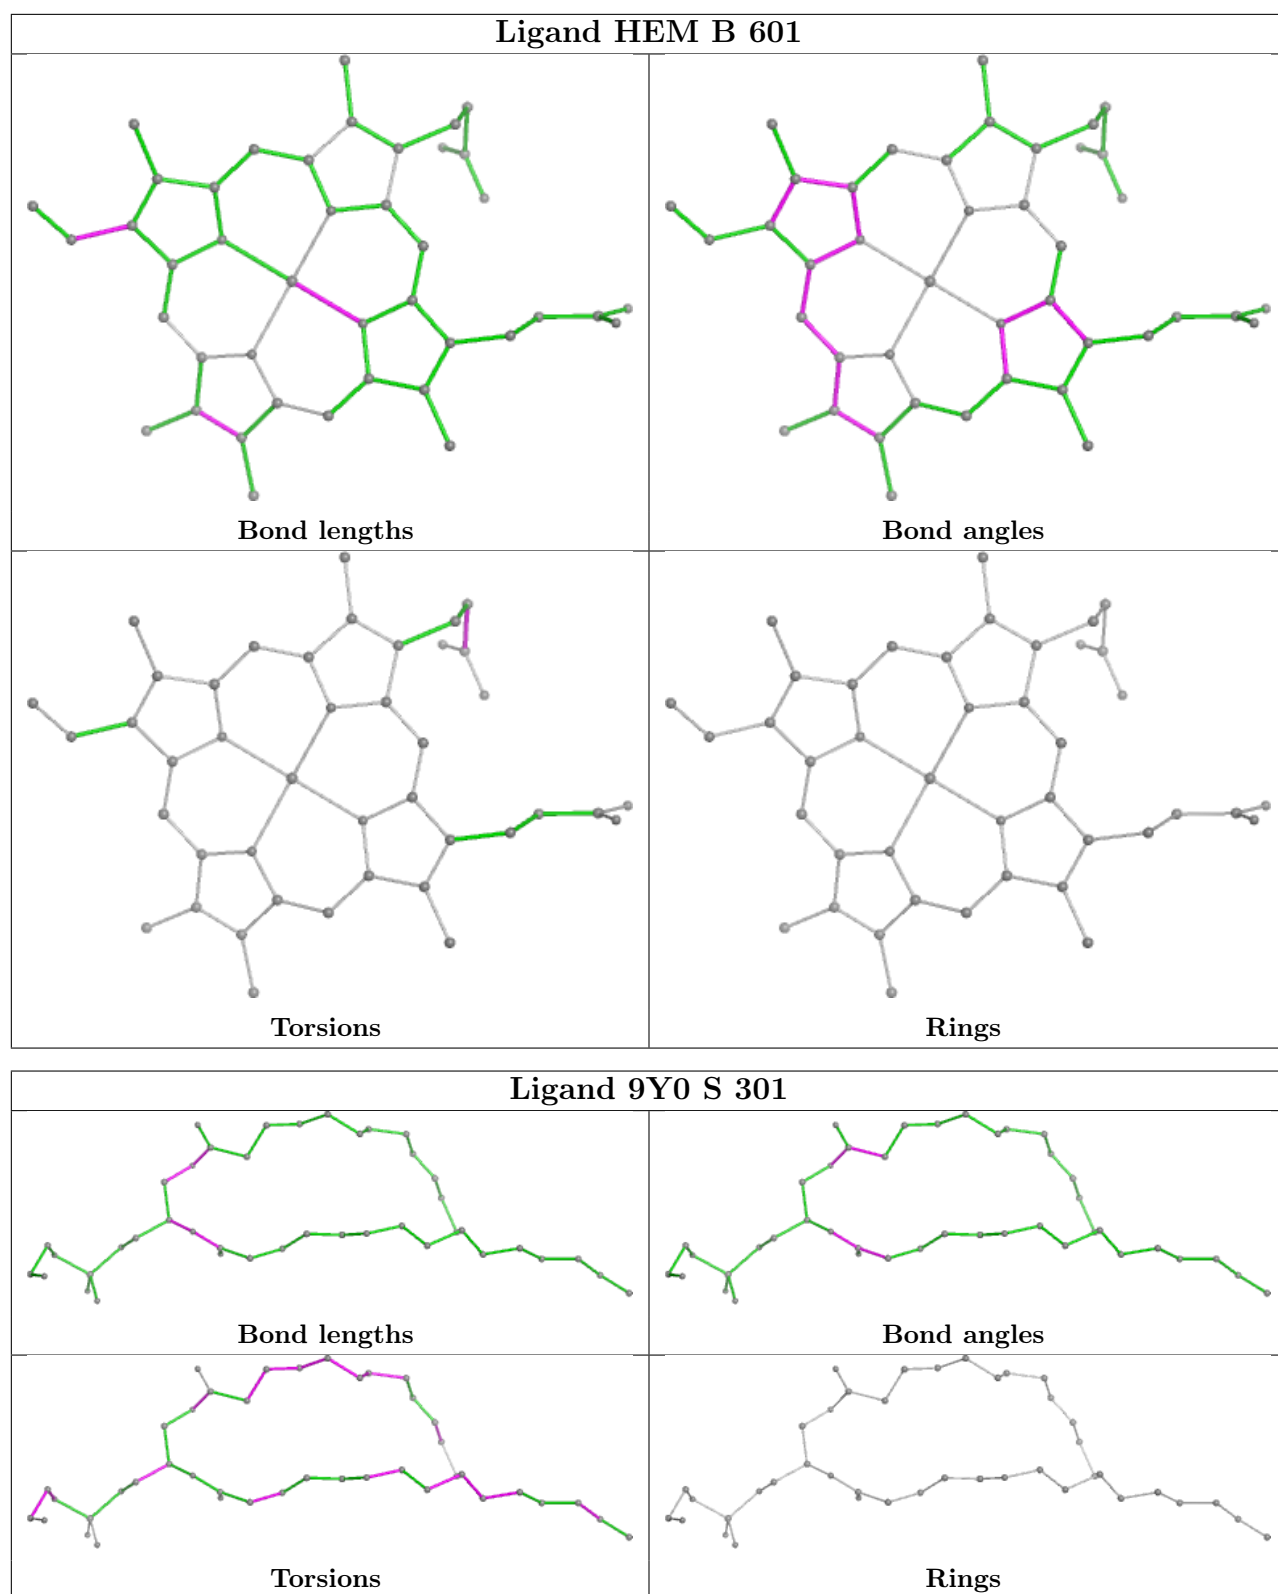 Ligand HEM B 601
Bond lengths
Bond angles
Torsions
Rings
Ligand 9Y0 S 301
Bond lengths
Bond angles
Torsions
Rings